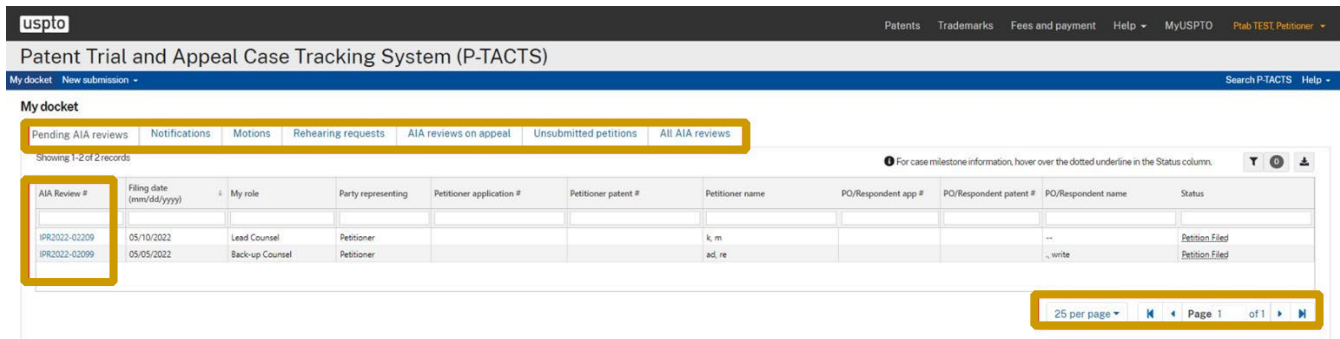 uspto Patents Trademarks Fees and payment Help MyUSPTO Ptab TEST, Petitioner
Patent Trial and Appeal Case Tracking System (P-TACTS)
My docket New submission Search P-TACTS Help
My docket
Pending AIA reviews Notifications Motions Rehearing requests AIA reviews on appeal Unsubmitted petitions All AIA reviews
Showing 1-2 of 2 records For case milestone information, hover over the dotted underline in the Status column. 0
AIA Review # Filing date (mm/dd/yyyy) My role Party representing Petitioner application # Petitioner patent # Petitioner name PO/Respondent app # PO/Respondent patent # PO/Respondent name Status
IPR2022-02209 05/10/2022 Lead Counsel Petitioner k, m -- Petition Filed
IPR2022-02099 05/05/2022 Back-up Counsel Petitioner ad, re -, write Petition Filed
25 per page Page 1 of 1